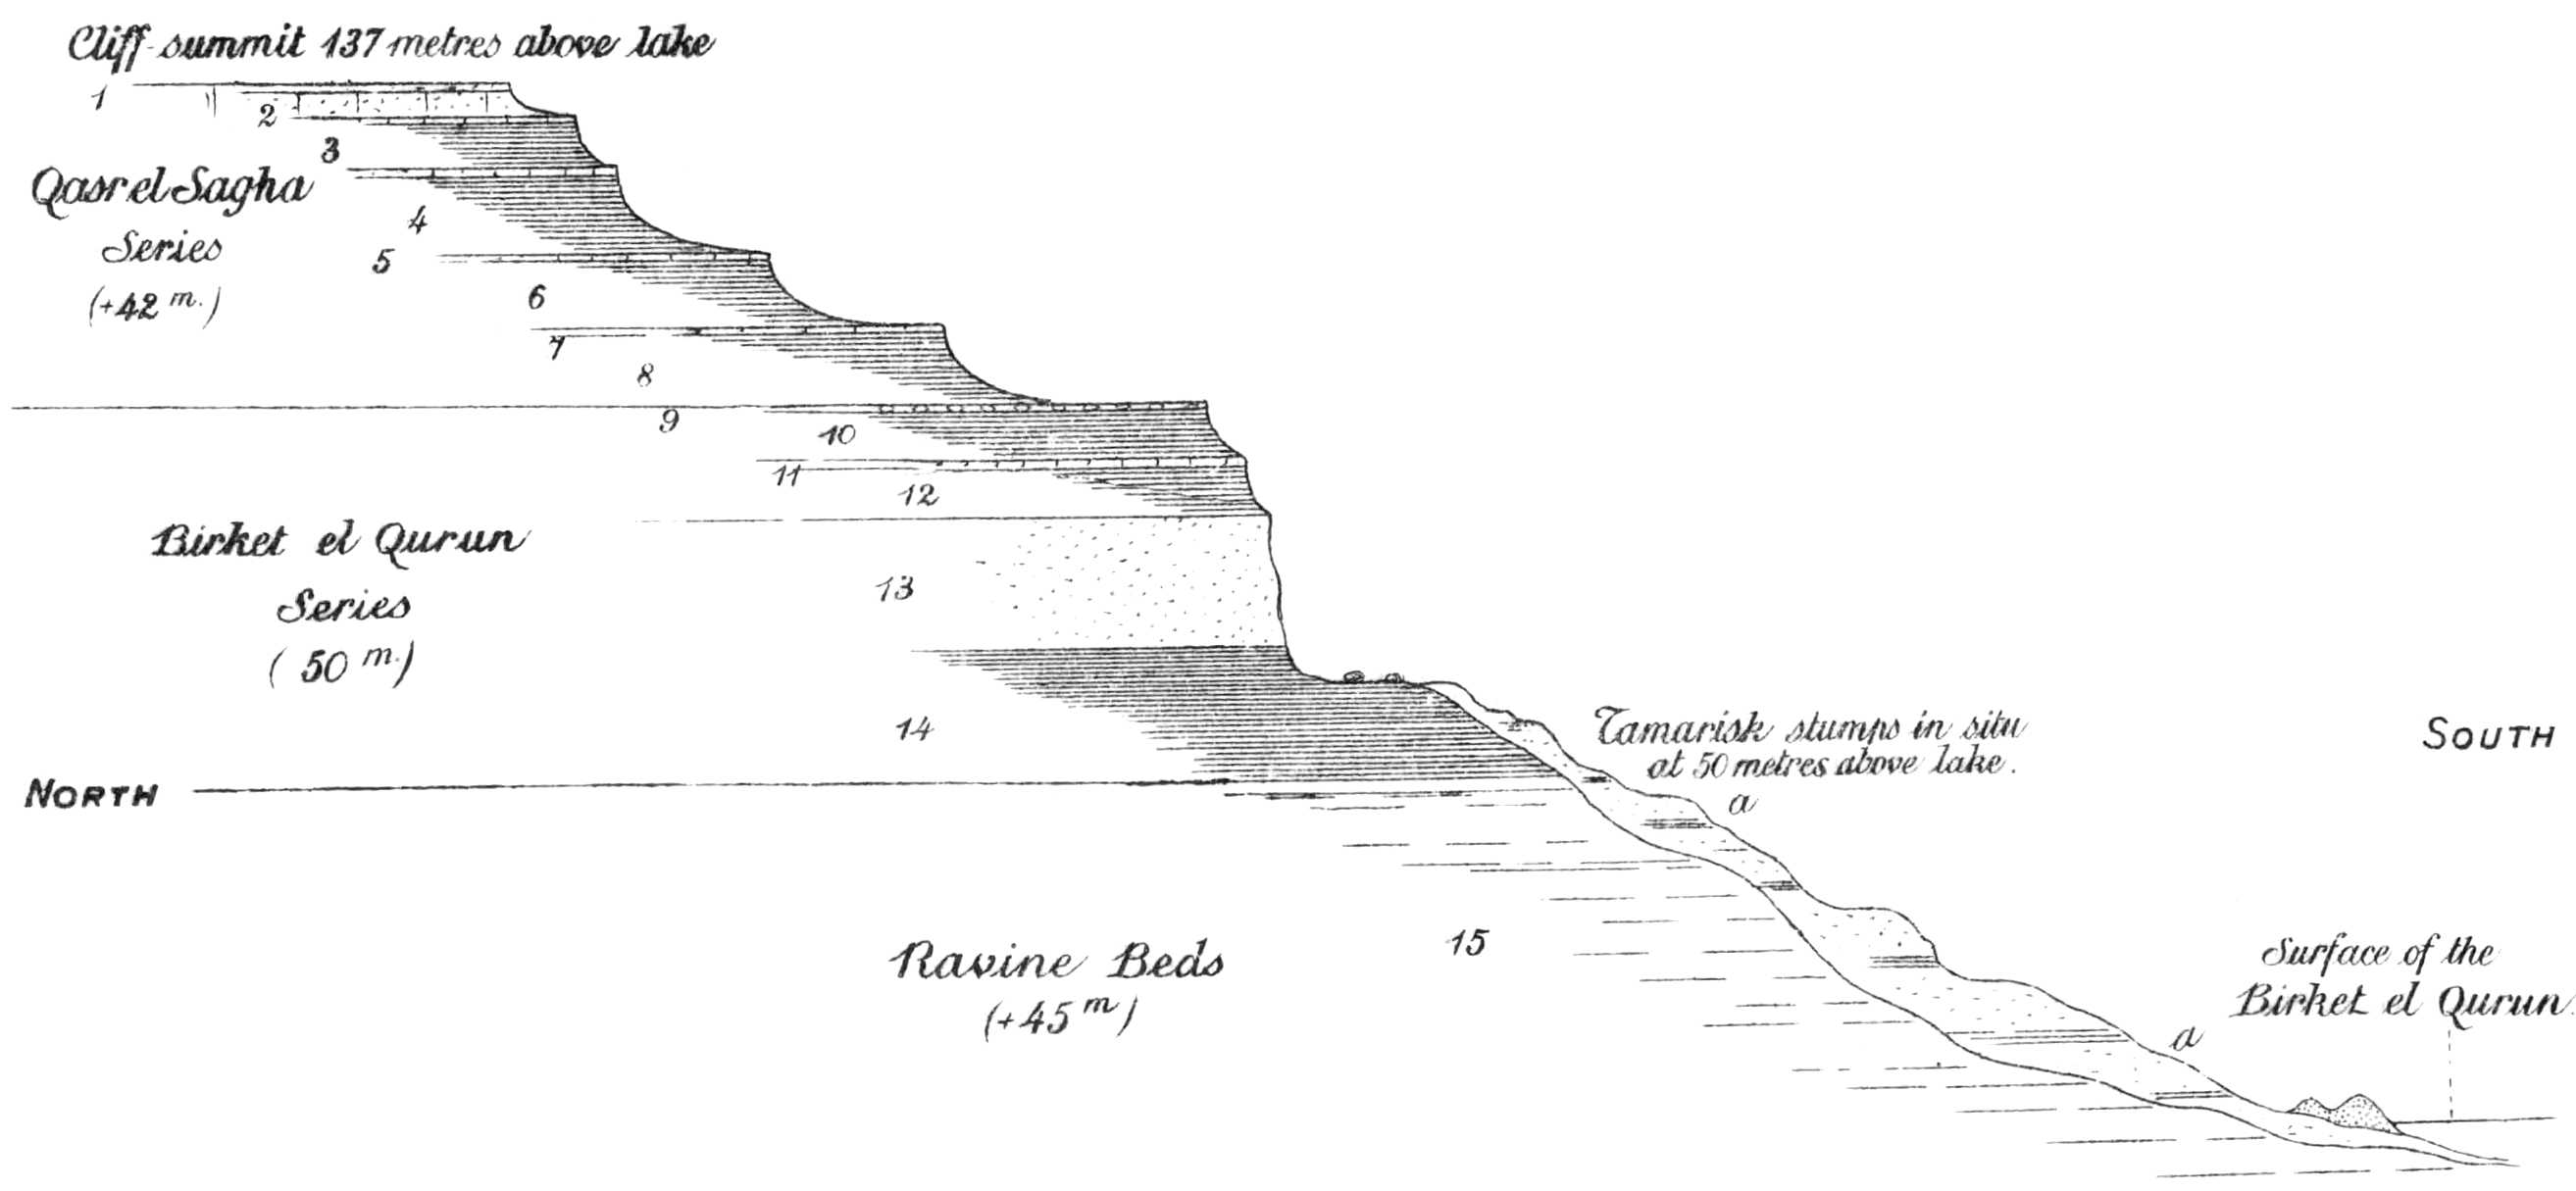 Cliff summit 137 metres above lake
1
2
3
Qasr el Sagha
Series
(+42 m.)
4
5
6
7
8
9
10
11
12
Birket el Qurun
Series
( 50 m.)
13
14
Tamarisk stumps in situ
at 50 metres above lake.
a
SOUTH
NORTH
15
Ravine Beds
(+45 m)
Surface of the
Birket el Qurun
a